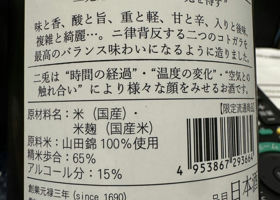 味と香、酸と旨、重と軽、甘と辛、入りと後味、
複雑と綺麗…。ニ律背反する二つのコトガラを
最高のバランス味わいになるように造りました。
二兎は“時間の経過”・“温度の変化”・“空気との
触れ合い”により様々な顔をみせるお酒です。
原材料名：米（国産）・
米麹（国産米）
【限定流通商品】
原料米：山田錦100%使用
精米歩合：65%
アルコール分：15%
4 953867 293664
創業元禄三年 (since 1690)
品目 日本酒